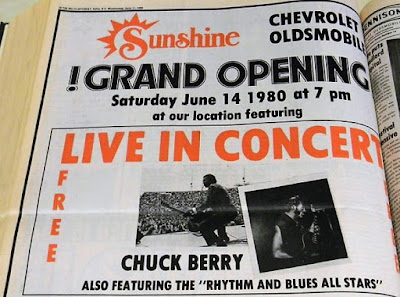 Sunshine
CHEVROLET
OLDSMOBILE
! GRAND OPENING
Saturday June 14 1980 at 7 pm
at our location featuring
LIVE IN CONCERT
FREE
CHUCK BERRY
ALSO FEATURING THE "RHYTHM AND BLUES ALL STARS"